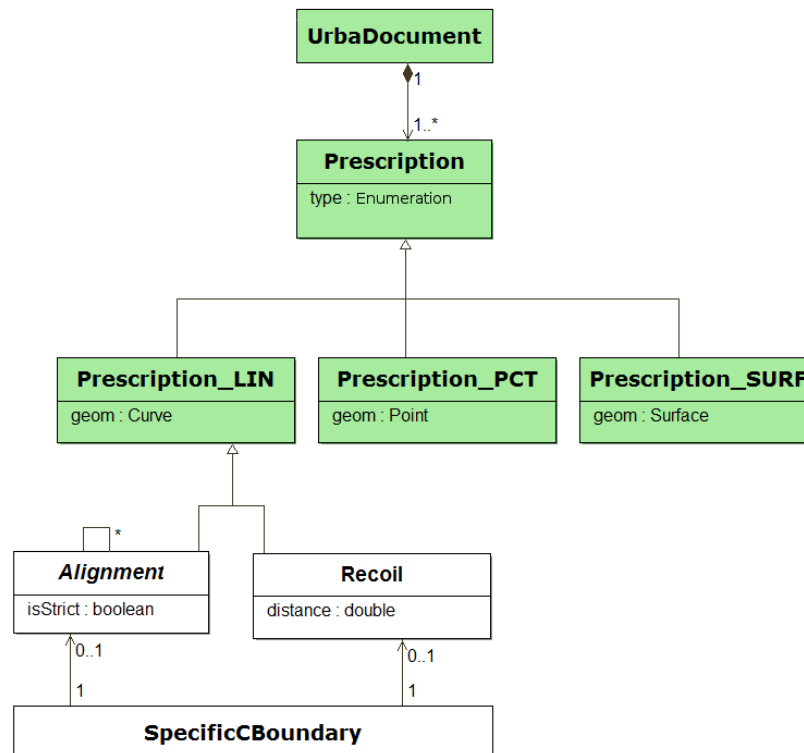 UrbaDocument
1
1..*
Prescription
type : Enumeration
Prescription_LIN
geom : Curve
Prescription_PCT
geom : Point
Prescription_SURF
geom : Surface
*
Alignment
isStrict : boolean
Recoil
distance : double
0..1
0..1
1
1
SpecificCBoundary